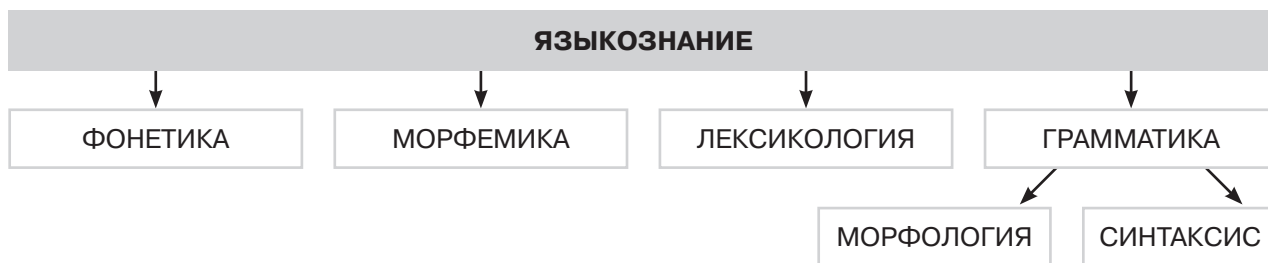 ЯЗЫКОЗНАНИЕ
ФОНЕТИКА МОРФЕМИКА ЛЕКСИКОЛОГИЯ ГРАММАТИКА
МОРФОЛОГИЯ СИНТАКСИС